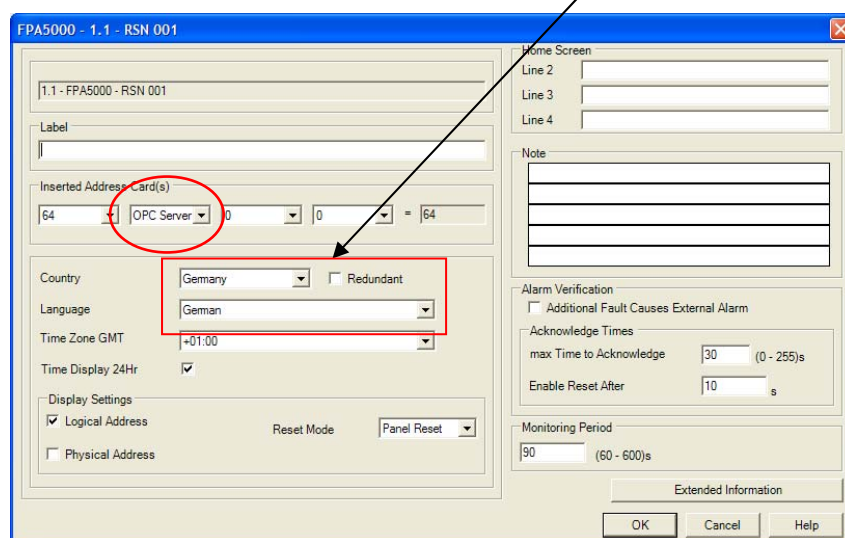 FPA5000 - 1.1 - RSN 001
1.1 - FPA5000 - RSN 001
Label
Inserted Address Card(s)
64 OPC Server 0 0 = 64
Country Germany Redundant
Language German
Time Zone GMT +01:00
Time Display 24Hr
Display Settings
Logical Address
Reset Mode Panel Reset
Physical Address
Home Screen
Line 2
Line 3
Line 4
Note
Alarm Verification
Additional Fault Causes External Alarm
Acknowledge Times
max Time to Acknowledge 30 (0 - 255)s
Enable Reset After 10 s
Monitoring Period
90 (60 - 600)s
Extended Information
OK Cancel Help